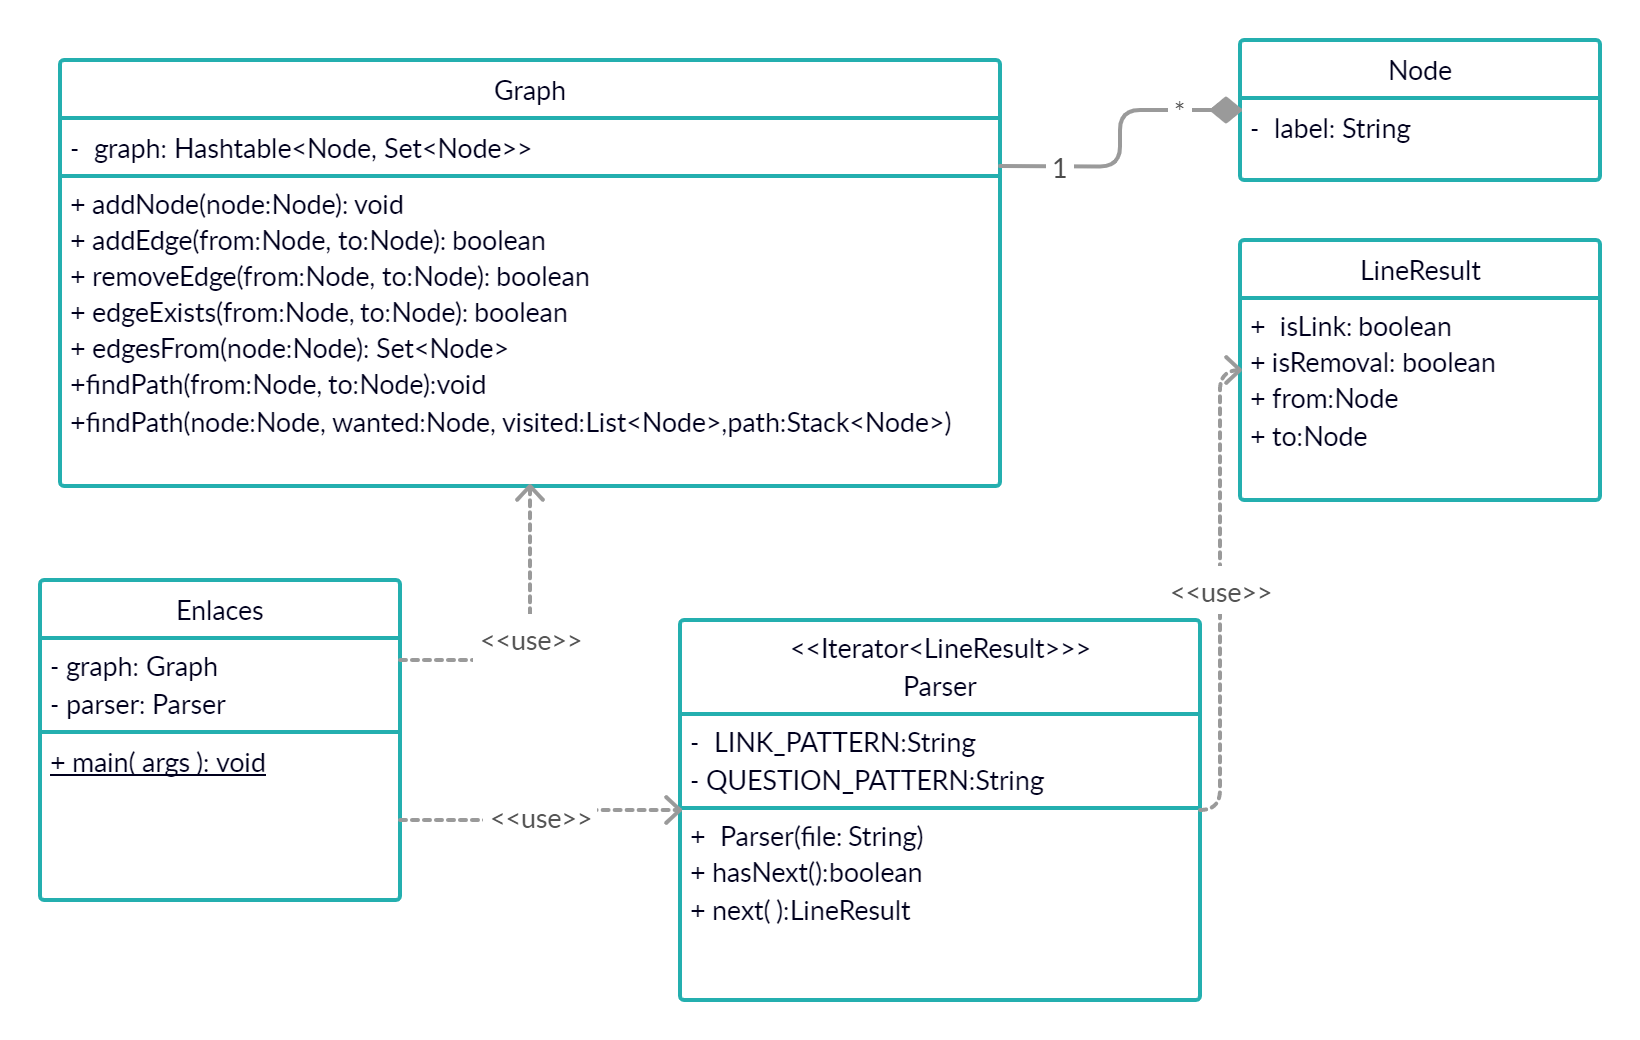 Graph
- graph: Hashtable<Node, Set<Node>>
+ addNode(node:Node): void
+ addEdge(from:Node, to:Node): boolean
+ removeEdge(from:Node, to:Node): boolean
+ edgeExists(from:Node, to:Node): boolean
+ edgesFrom(node:Node): Set<Node>
+findPath(from:Node, to:Node):void
+findPath(node:Node, wanted:Node, visited:List<Node>,path:Stack<Node>)
1
*
Node
- label: String
LineResult
+ isLink: boolean
+ isRemoval: boolean
+ from:Node
+ to:Node
<<use>>
<<use>>
Enlaces
- graph: Graph
- parser: Parser
+ main( args ): void
<<use>>
<<Iterator<LineResult>>>
Parser
- LINK_PATTERN:String
- QUESTION_PATTERN:String
+ Parser(file: String)
+ hasNext():boolean
+ next( ):LineResult